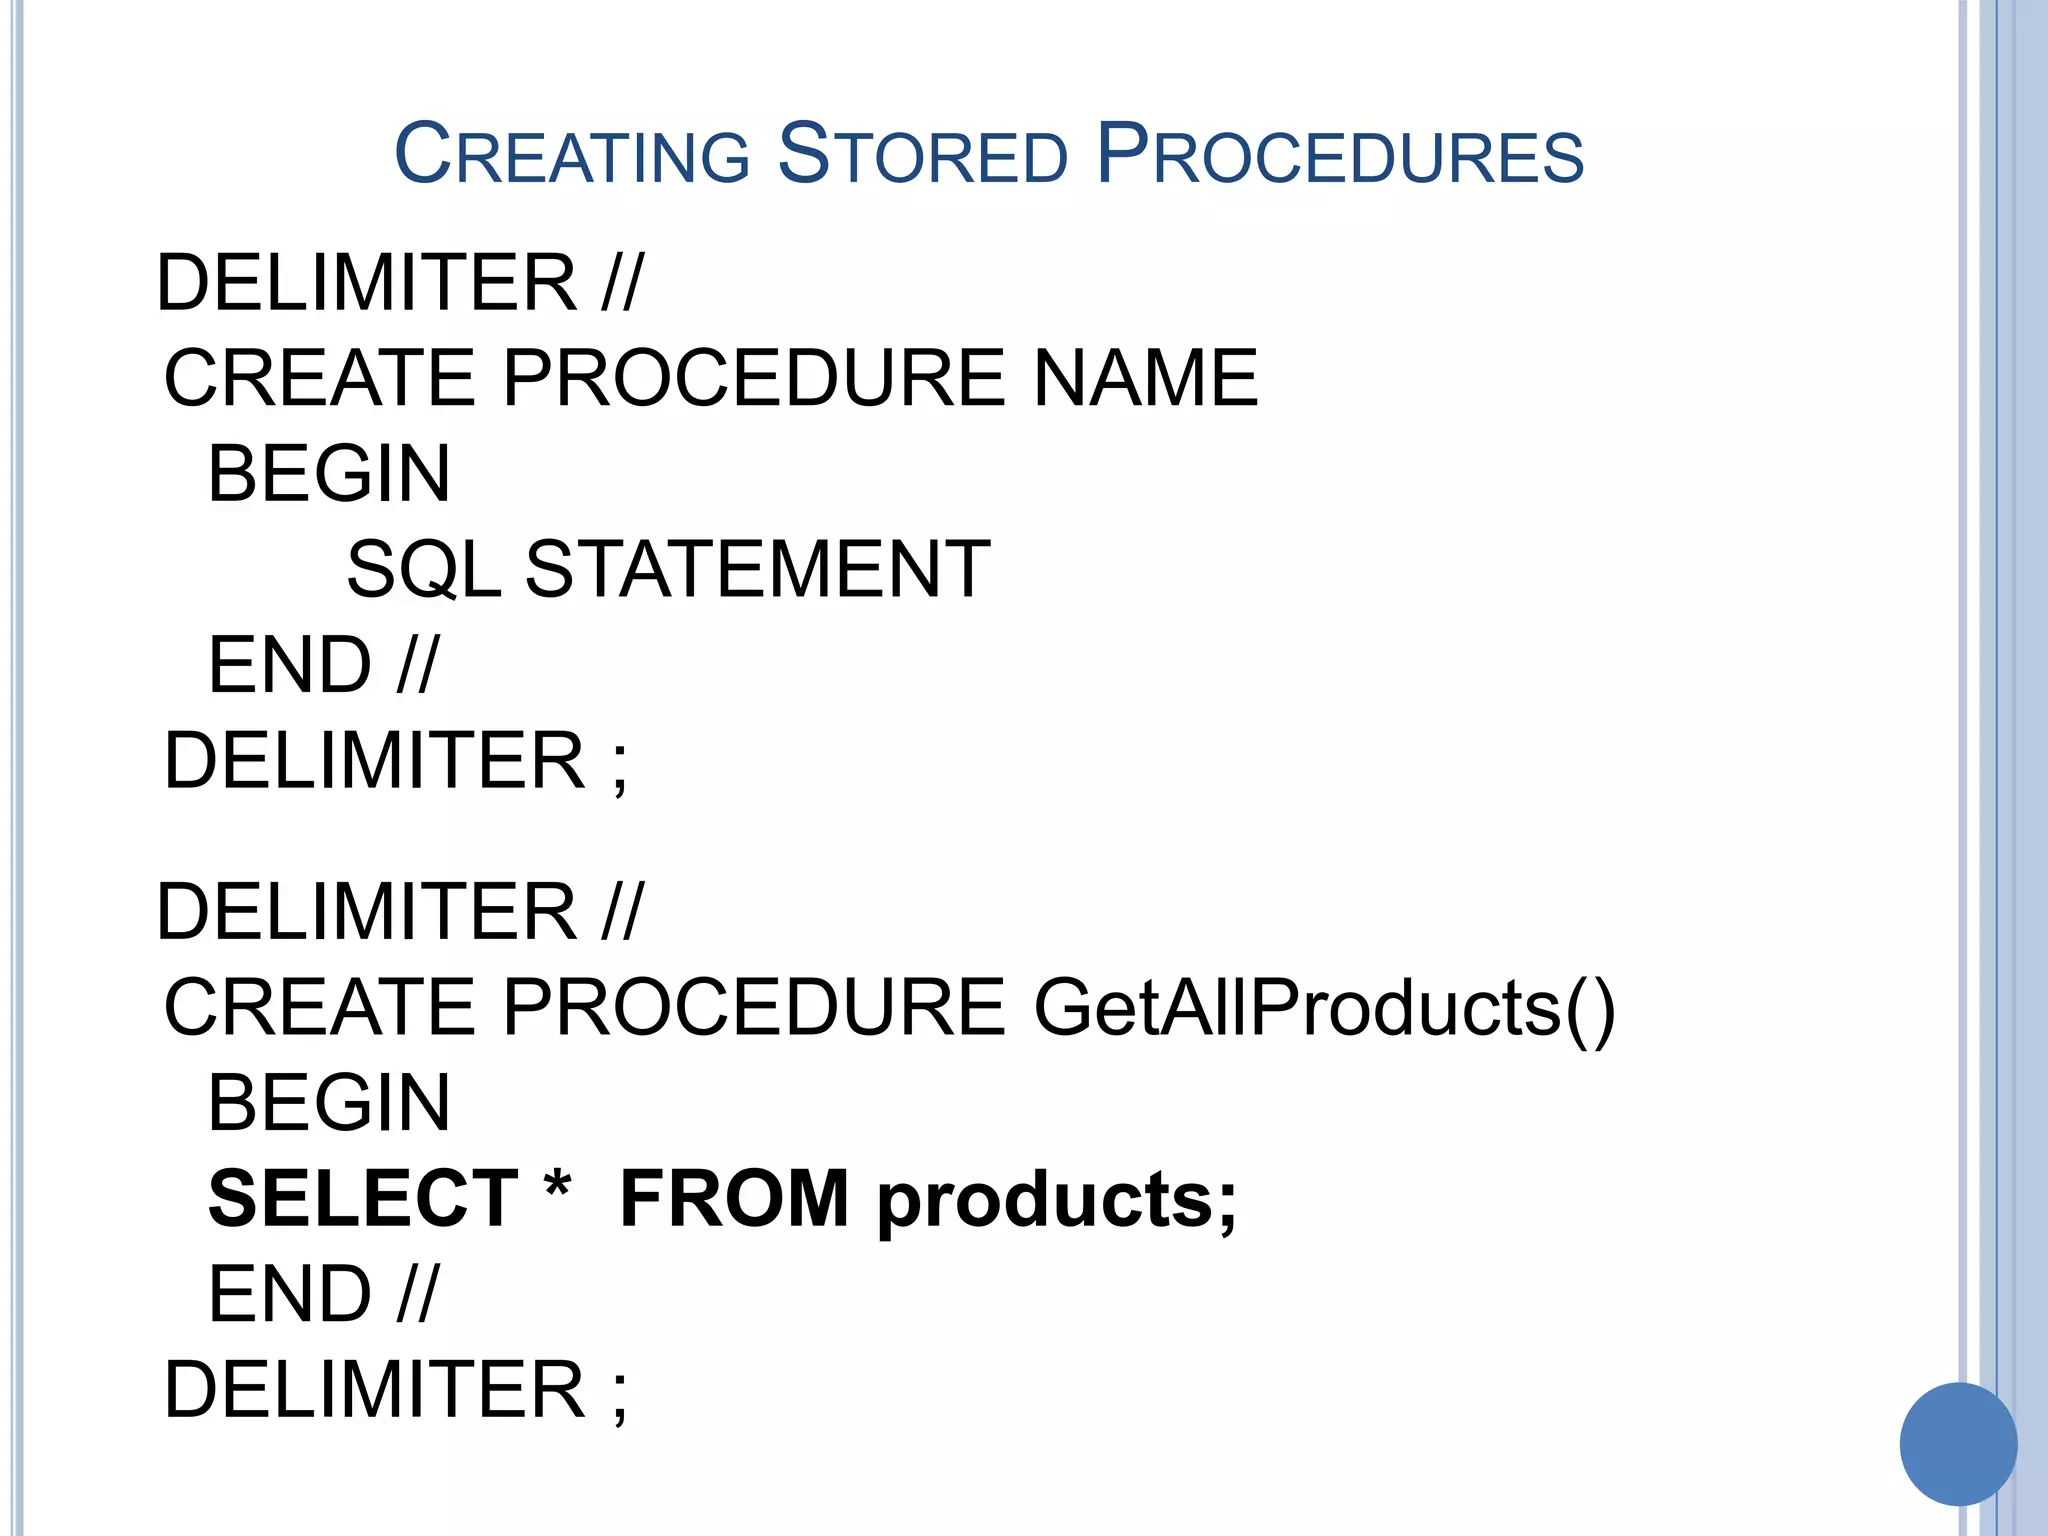 CREATING STORED PROCEDURES
DELIMITER //
CREATE PROCEDURE NAME
BEGIN
SQL STATEMENT
END //
DELIMITER ;
DELIMITER //
CREATE PROCEDURE GetAllProducts()
BEGIN
SELECT *  FROM products;
END //
DELIMITER ;